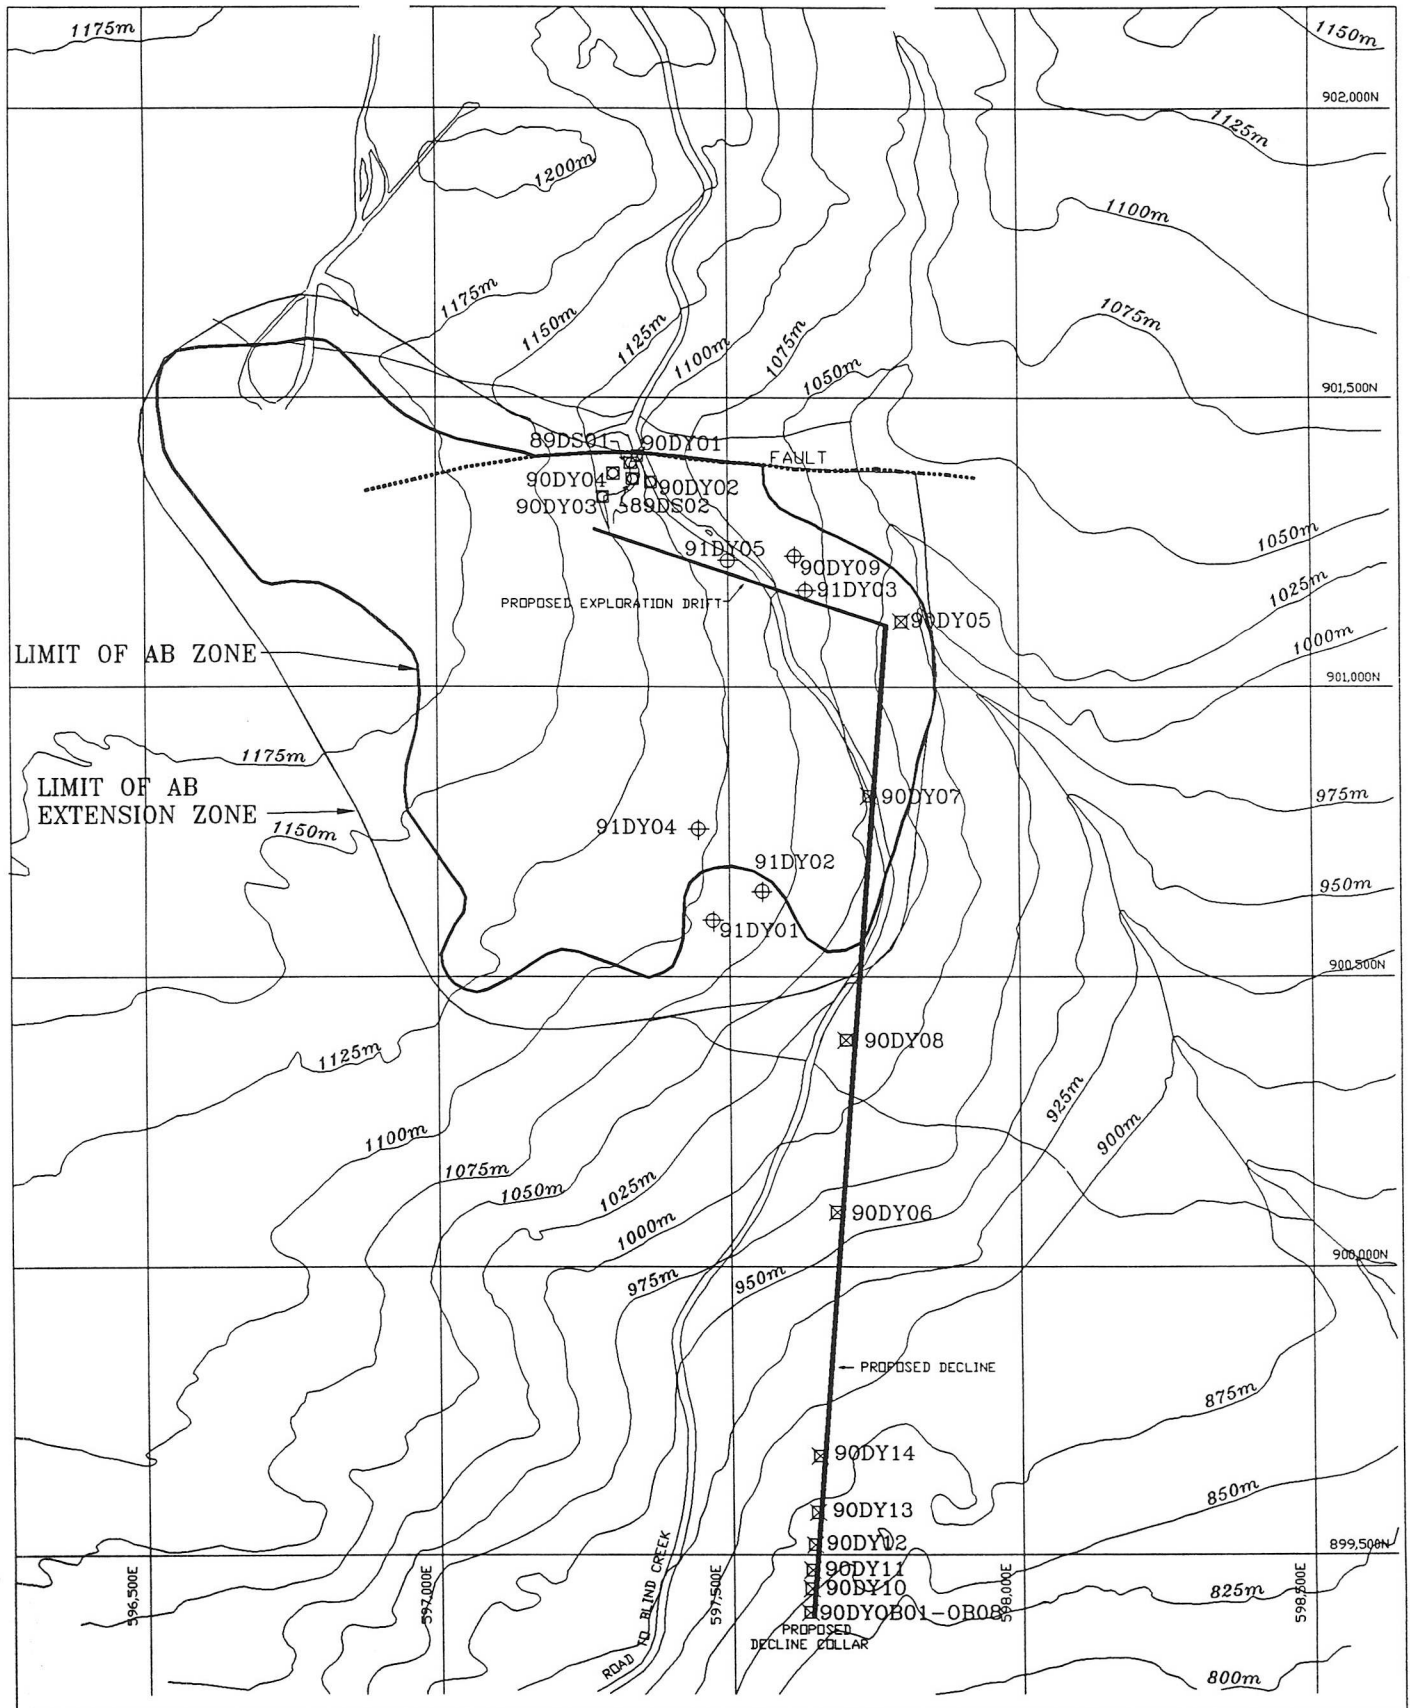 1175m
1150m
902,000N
1125m
1200m
1100m
1175m
1150m
1125m
1100m
1075m
1075m
1050m
901,500N
89DS01
90DY01
FAULT
90DY04
90DY02
90DY03
89DS02
91DY05
90DY09
91DY03
1050m
1025m
PROPOSED EXPLORATION DRIFT
90DY05
1000m
LIMIT OF AB ZONE
901,000N
1175m
LIMIT OF AB
EXTENSION ZONE
1150m
90DY07
975m
91DY04
91DY02
950m
91DY01
900,500N
1125m
90DY08
925m
900m
1100m
1075m
1050m
1025m
1000m
90DY06
975m
950m
900,000N
PROPOSED DECLINE
875m
90DY14
850m
90DY13
90DY12
899,500N
90DY11
90DY10
825m
90DYOB01-OB08
PROPOSED
DECLINE COLLAR
596,500E
597,000E
597,500E
598,000E
598,500E
ROAD TO BLIND CREEK
800m